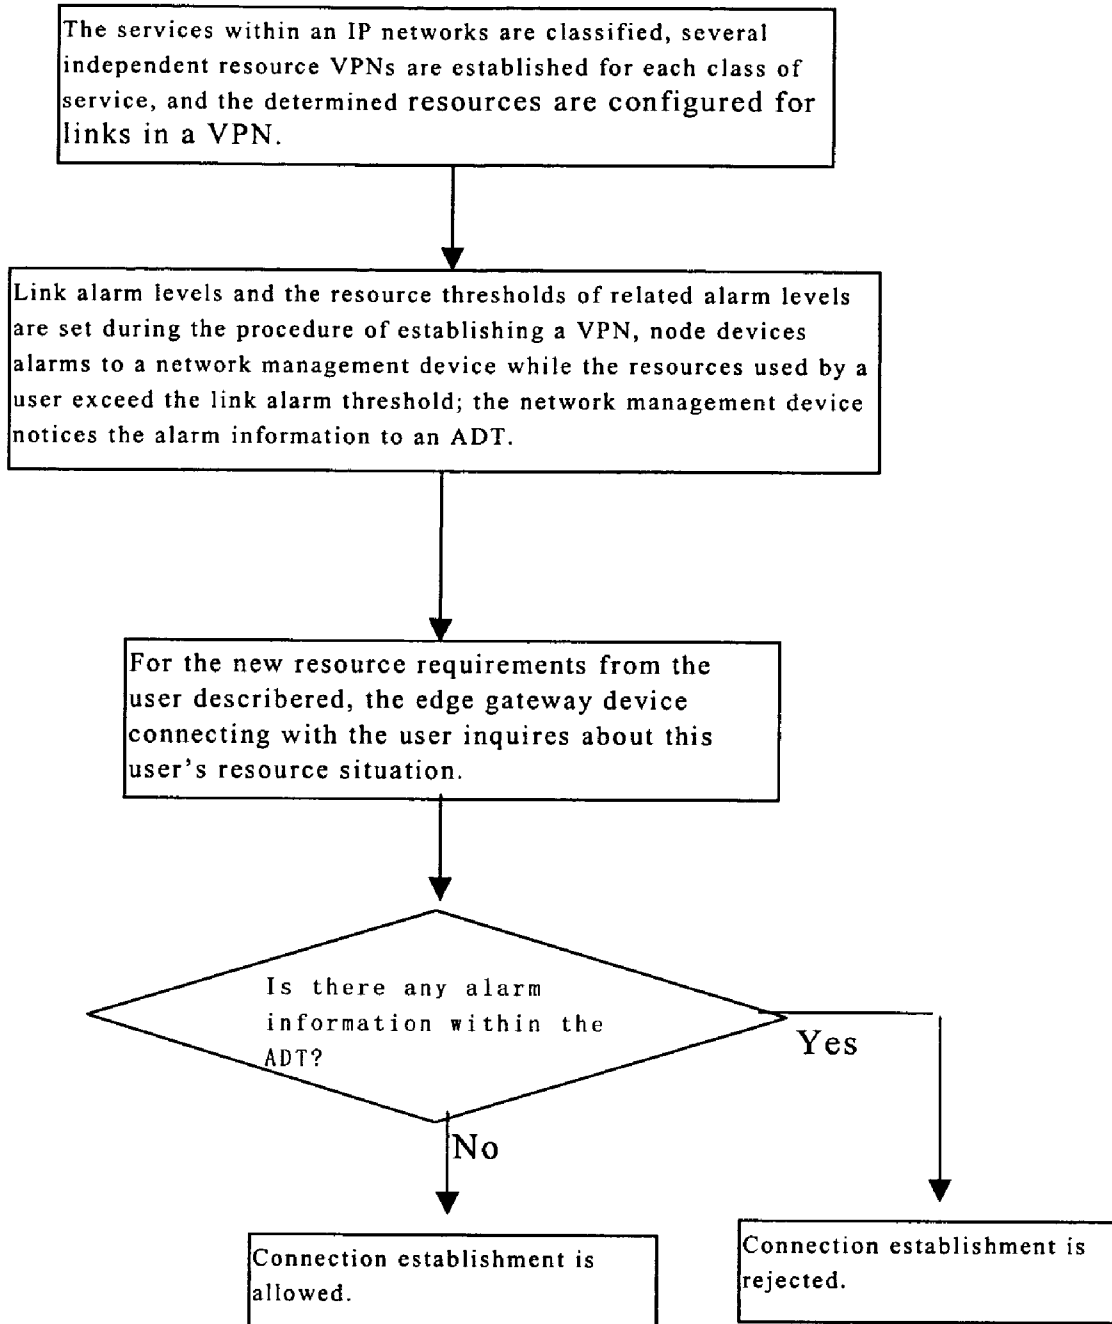 The services within an IP networks are classified, several
independent resource VPNs are established for each class of
service, and the determined resources are configured for
links in a VPN.
Link alarm levels and the resource thresholds of related alarm levels
are set during the procedure of establishing a VPN, node devices
alarms to a network management device while the resources used by a
user exceed the link alarm threshold; the network management device
notices the alarm information to an ADT.
For the new resource requirements from the
user describered, the edge gateway device
connecting with the user inquires about this
user's resource situation.
Is there any alarm
information within the
ADT?
Yes
No
Connection establishment is
allowed.
Connection establishment is
rejected.